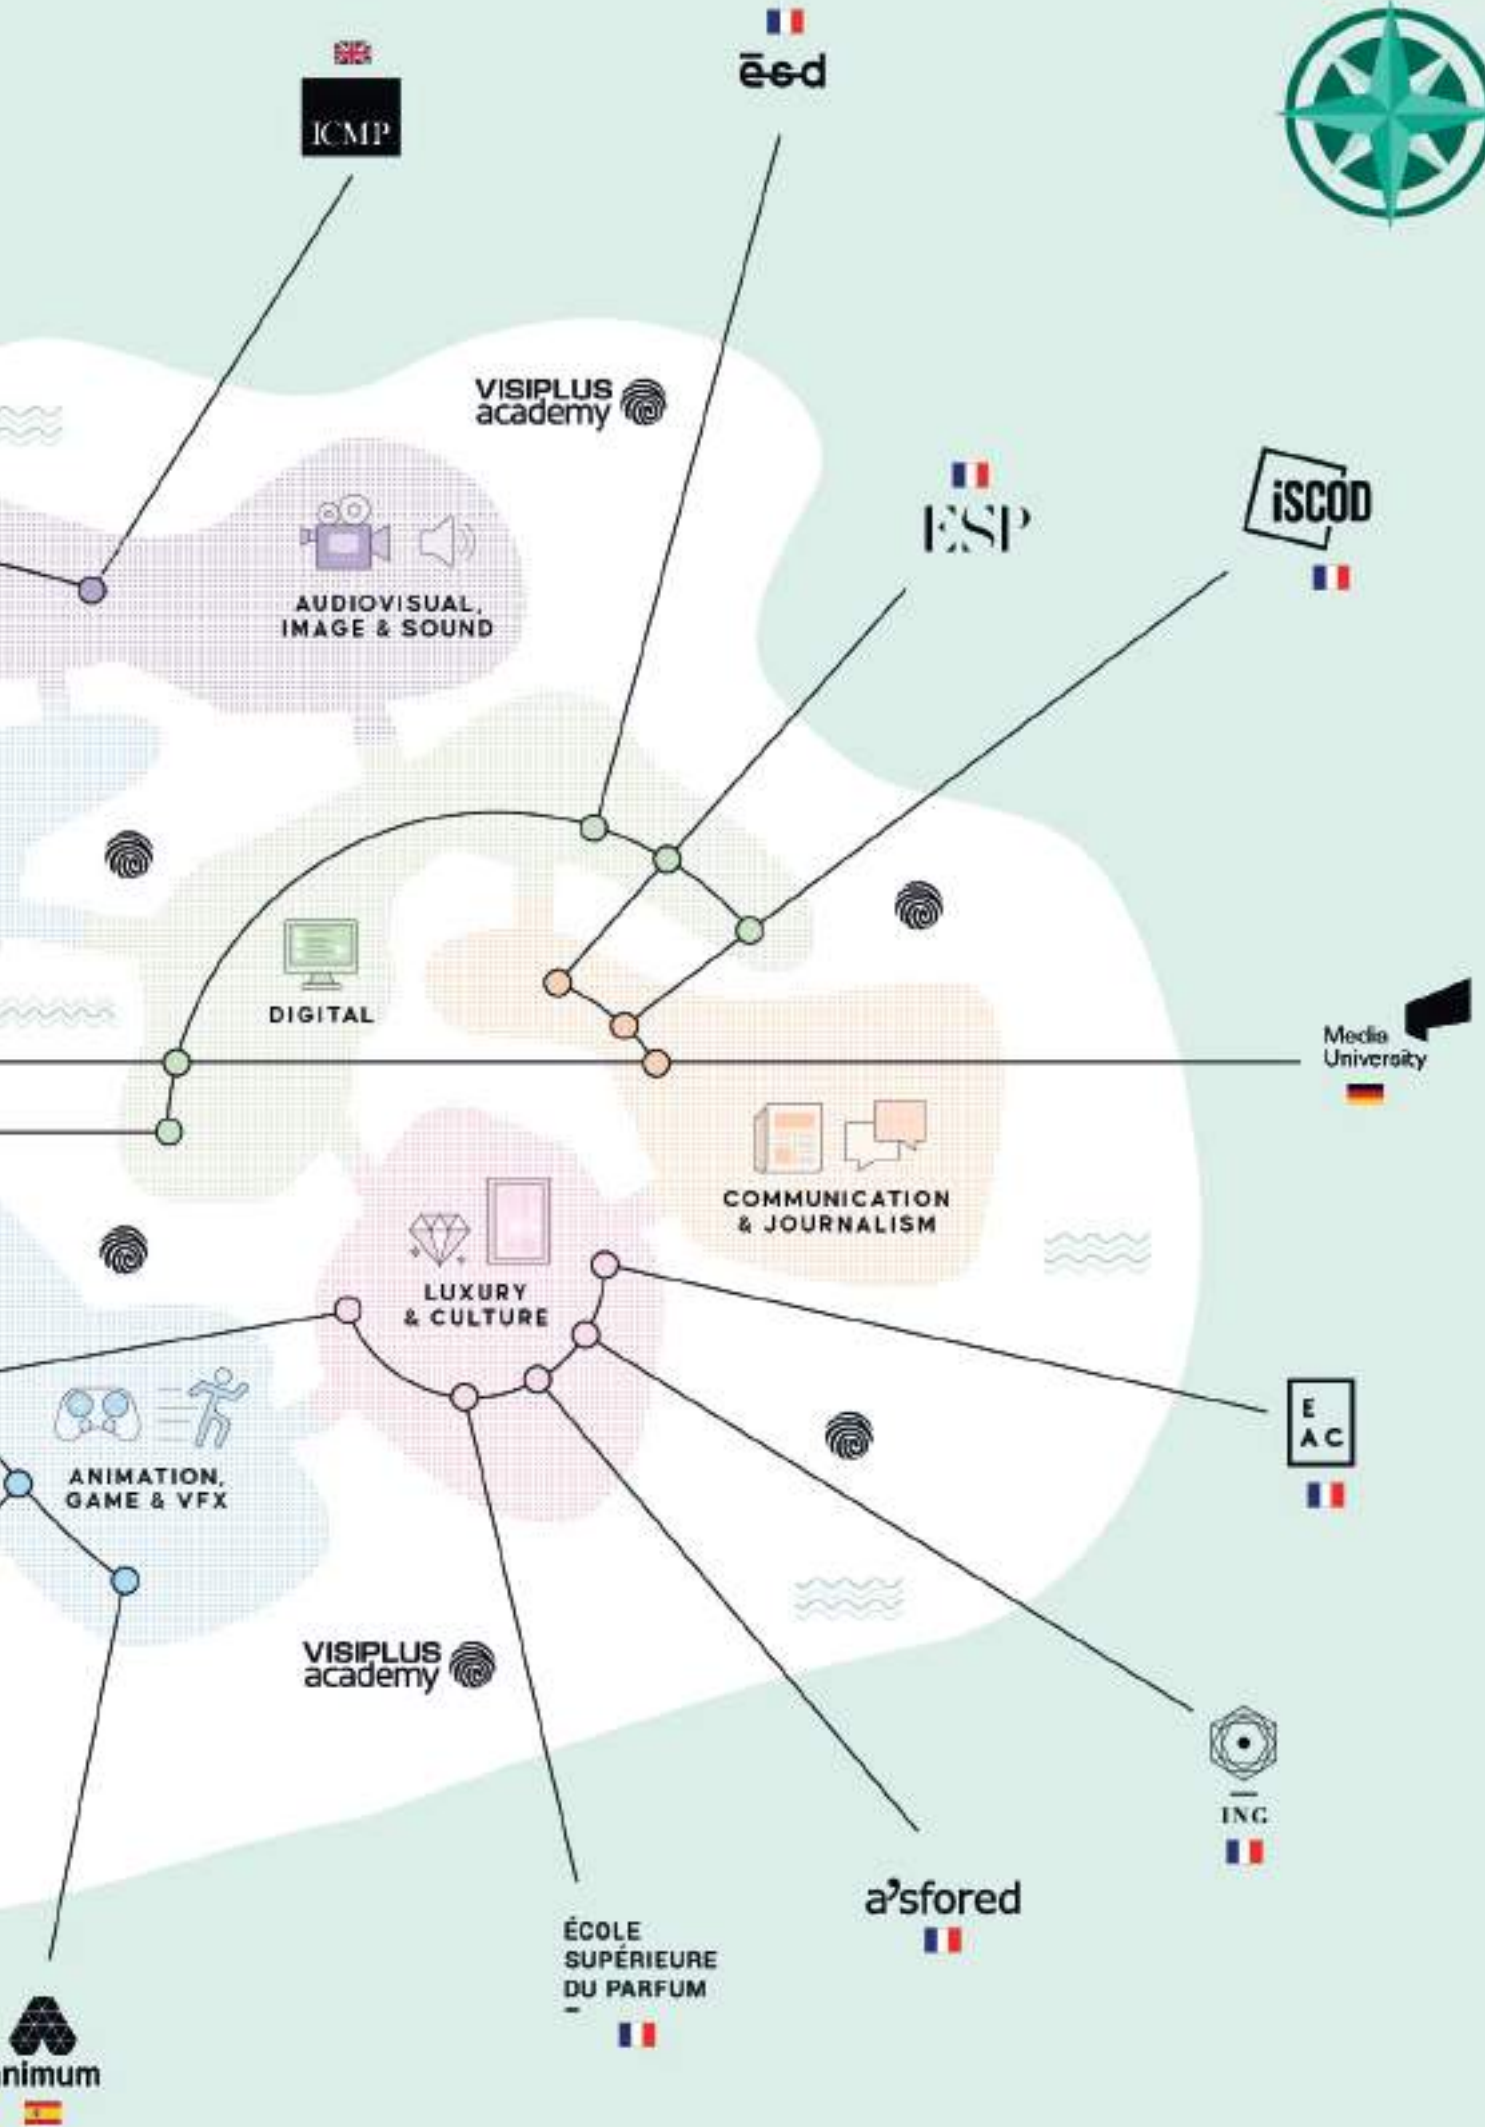 ICMP
ēsd
VISIPLUS
academy
ESP
iSCOD
AUDIOVISUAL,
IMAGE & SOUND
DIGITAL
Media
University
COMMUNICATION
& JOURNALISM
LUXURY
& CULTURE
E
AC
ANIMATION,
GAME & VFX
VISIPLUS
academy
ING
a'sfored
ÉCOLE
SUPÉRIEURE
DU PARFUM
nimum